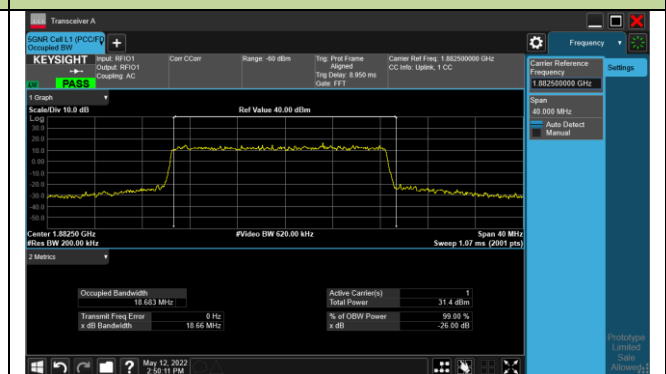 Transceiver A
5GNR Cell L1 (PCC/FD
Occupied BW
Frequency
KEYSIGHT
Input: RFIO1
Output: RFIO1
Coupling: AC
Corr CCorr
Range: -60 dBm
Trig: Prot Frame
Aligned
Trig Delay: 8.950 ms
Gate: FFT
Carrier Ref Freq: 1.882500000 GHz
CC Info: Uplink, 1 CC
PASS
Carrier Reference
Frequency
1.882500000 GHz
Settings
Span
40.000 MHz
Auto Detect
Manual
1 Graph
Scale/Div 10.0 dB
Ref Value 40.00 dBm
Log
30.0
20.0
10.0
0.00
-10.0
-20.0
-30.0
-40.0
-50.0
Center 1.88250 GHz
#Video BW 620.00 kHz
Span 40 MHz
#Res BW 200.00 kHz
Sweep 1.07 ms (2001 pts)
2 Metrics
Occupied Bandwidth
18.683 MHz
Active Carrier(s) 1
Total Power 31.4 dBm
Transmit Freq Error 0 Hz
x dB Bandwidth 18.66 MHz
% of OBW Power 99.00 %
x dB -26.00 dB
Prototype
Limited
Sale
Allowed
?
May 12, 2022
2:50:11 PM